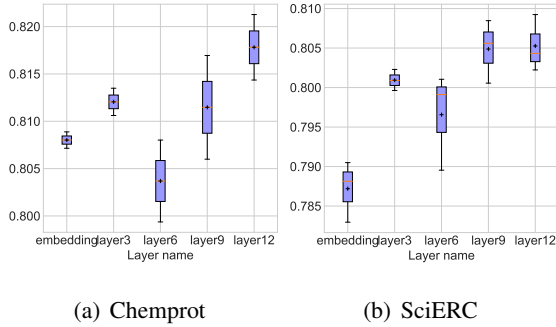 0.820
0.815
0.810
0.805
0.800
embedding layer3 layer6 layer9 layer12
Layer name
(a) Chemprot
0.810
0.805
0.800
0.795
0.790
0.785
embedding layer3 layer6 layer9 layer12
Layer name
(b) SciERC